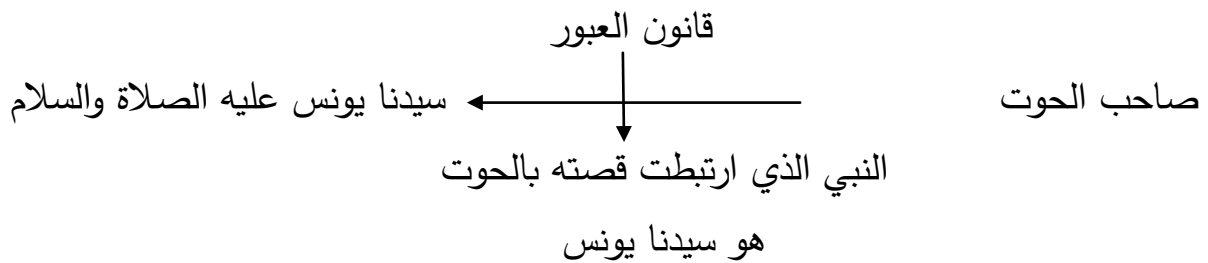 قانون العبور
صاحب الحوت
سيدنا يونس عليه الصلاة والسلام
النبي الذي ارتبطت قصته بالحوت
هو سيدنا يونس